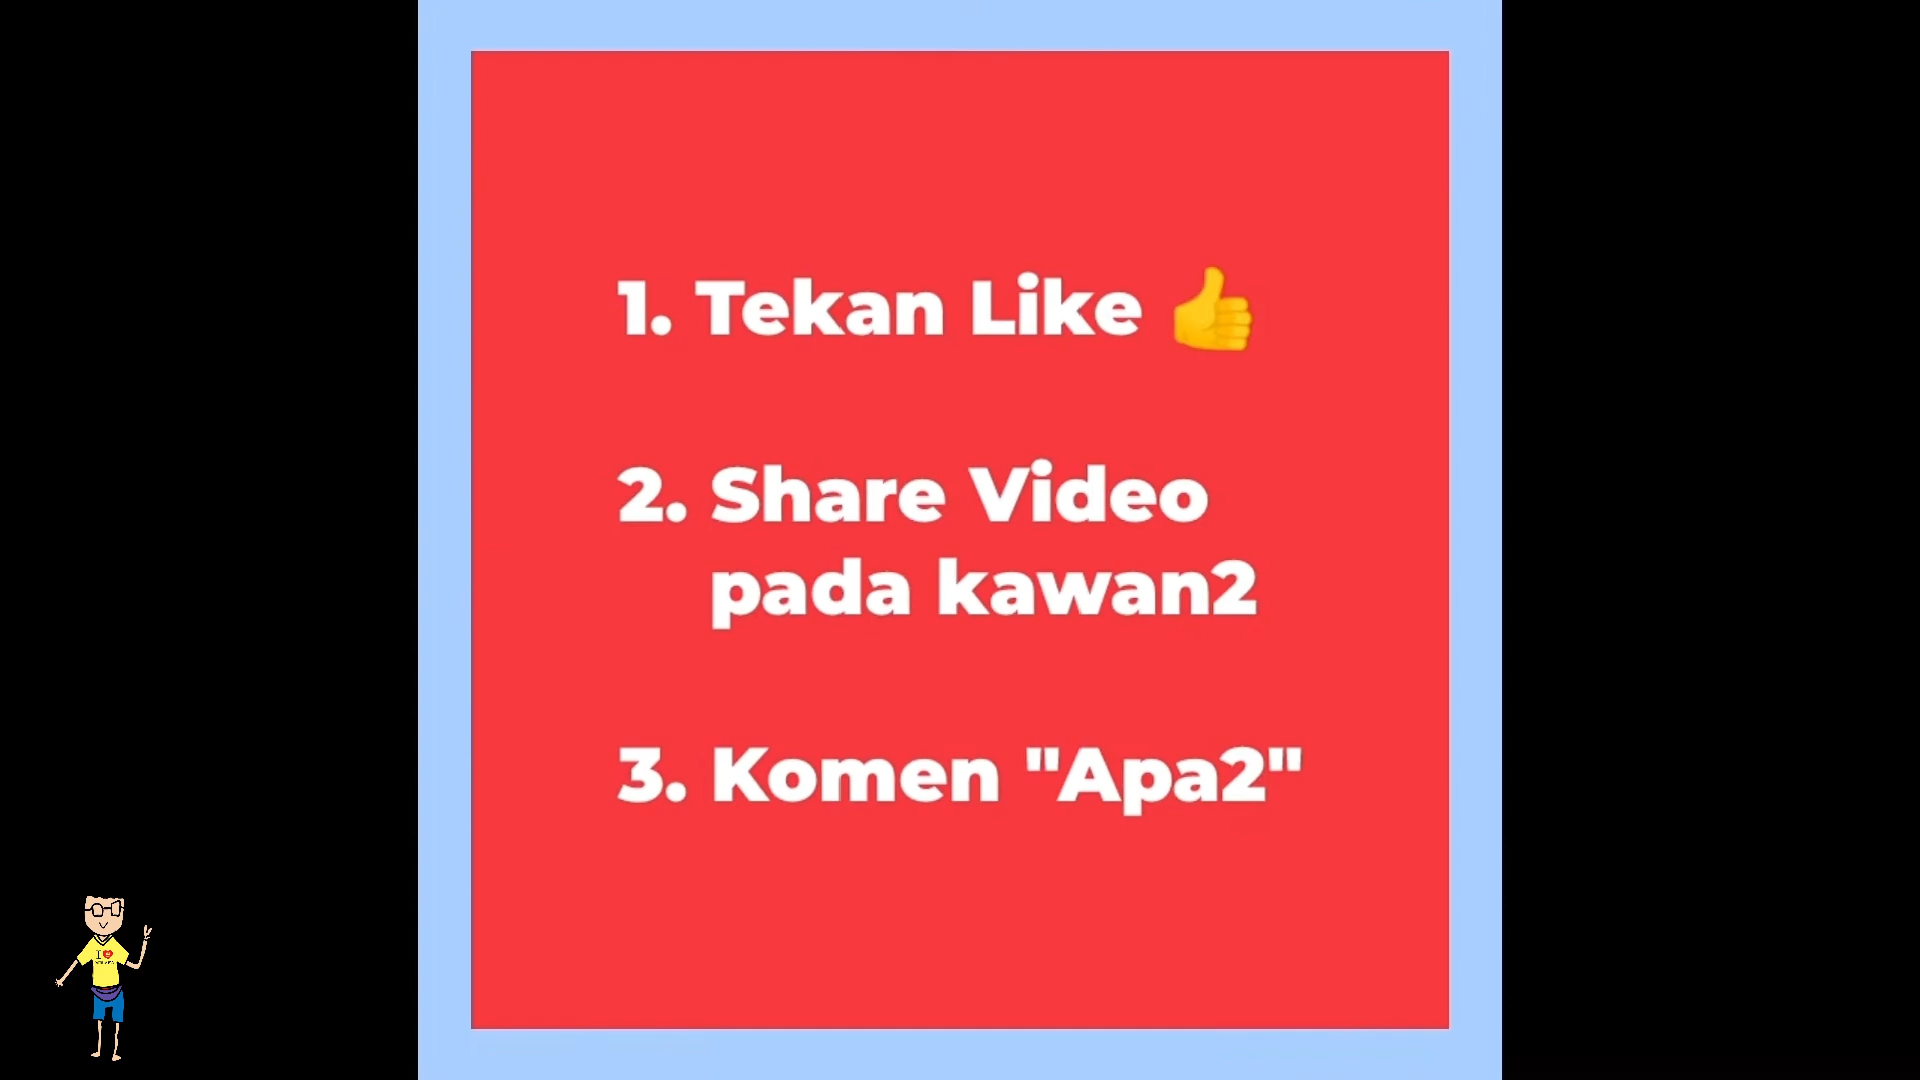 1. Tekan Like 👍
2. Share Video
pada kawan2
3. Komen "Apa2"
I ❤